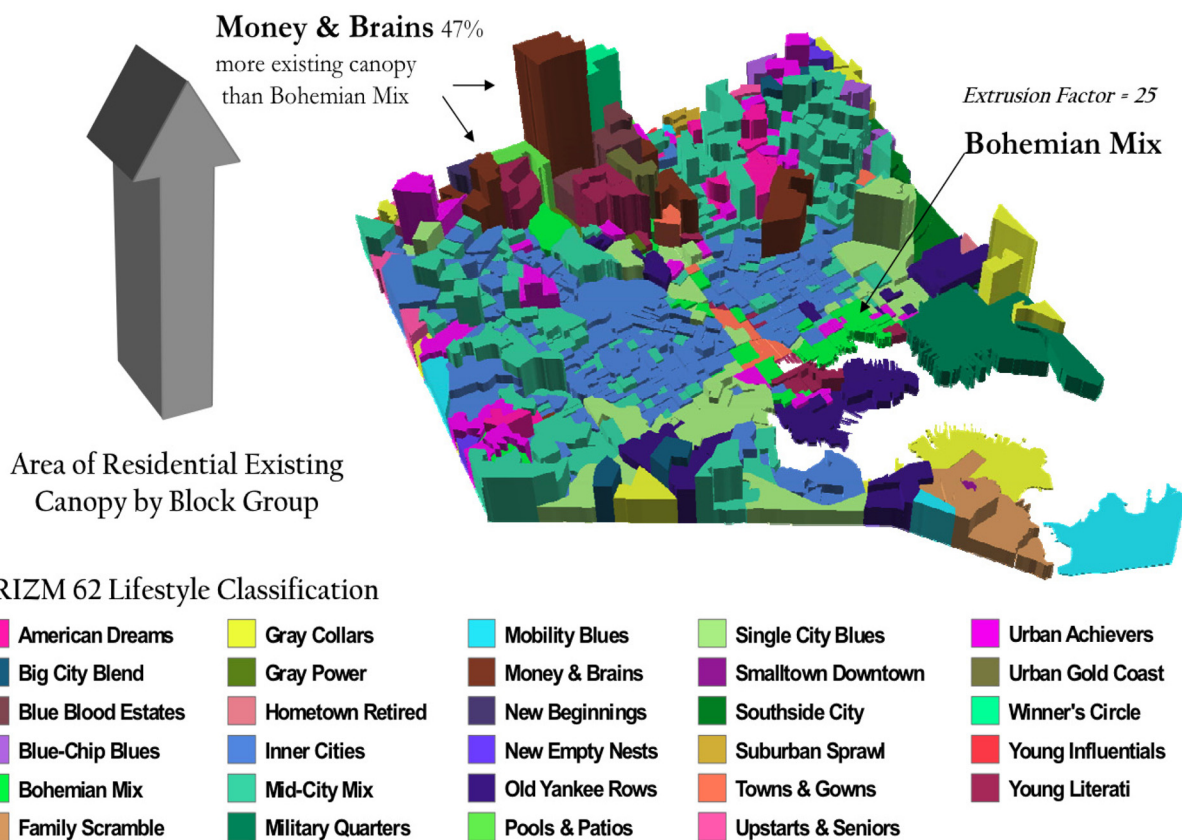 Money & Brains 47%
more existing canopy
than Bohemian Mix
Extrusion Factor = 25
Bohemian Mix
Area of Residential Existing
Canopy by Block Group
RIZM 62 Lifestyle Classification
American Dreams
Gray Collars
Mobility Blues
Single City Blues
Urban Achievers
Big City Blend
Gray Power
Money & Brains
Smalltown Downtown
Urban Gold Coast
Blue Blood Estates
Hometown Retired
New Beginnings
Southside City
Winner's Circle
Blue-Chip Blues
Inner Cities
New Empty Nests
Suburban Sprawl
Young Influentials
Bohemian Mix
Mid-City Mix
Old Yankee Rows
Towns & Gowns
Young Literati
Family Scramble
Military Quarters
Pools & Patios
Upstarts & Seniors